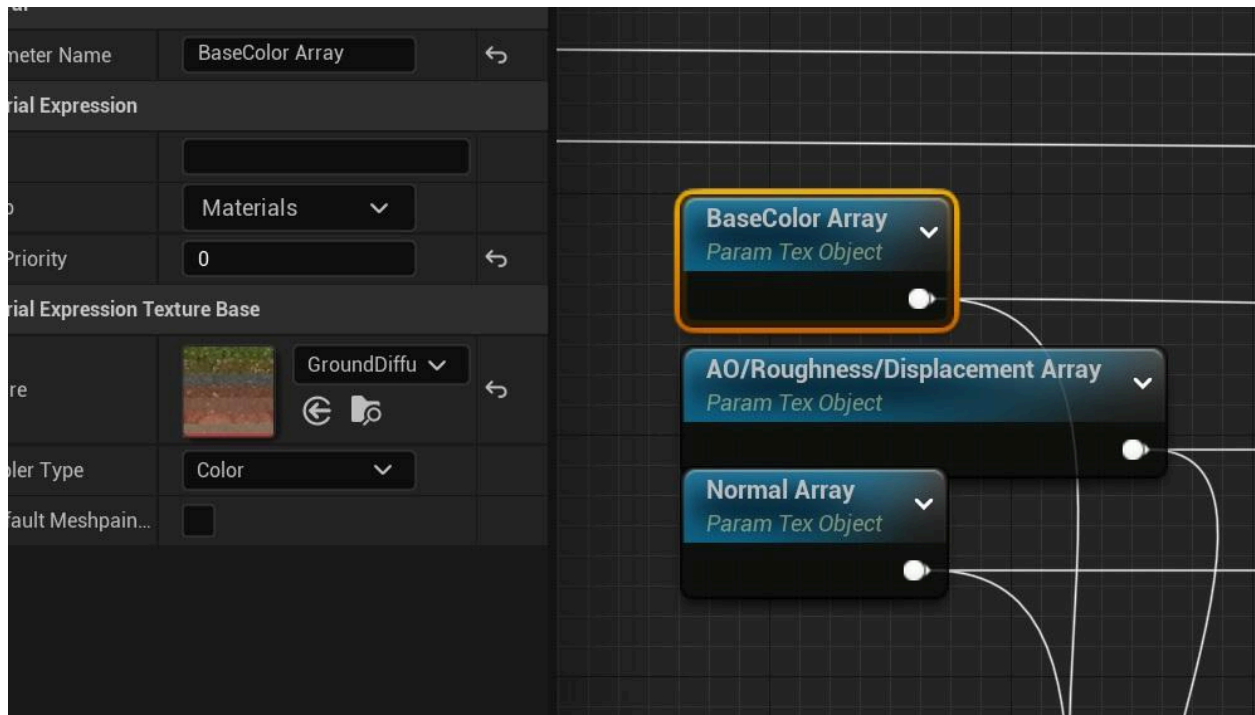 meter Name
BaseColor Array
rial Expression
Materials
Priority
0
rial Expression Texture Base
re
GroundDiffu
pler Type
Color
fault Meshpain...
BaseColor Array
Param Tex Object
AO/Roughness/Displacement Array
Param Tex Object
Normal Array
Param Tex Object